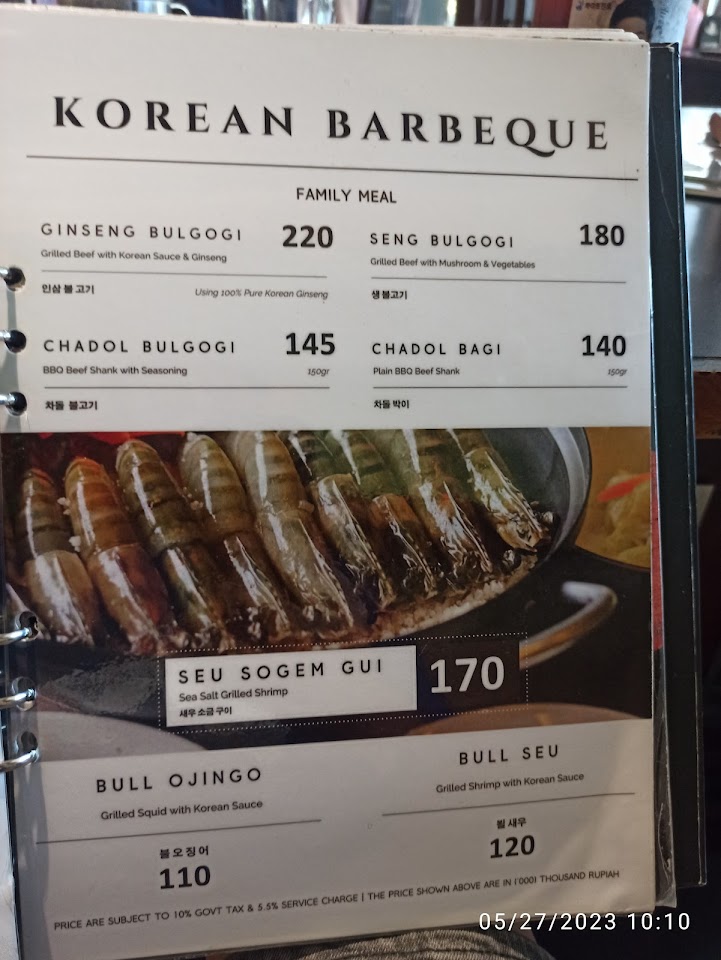 KOREAN BARBEQUE
FAMILY MEAL
GINSENG BULGOGI 220
Grilled Beef with Korean Sauce & Ginseng
인삼 불 고기 Using 100% Pure Korean Ginseng
SENG BULGOGI 180
Grilled Beef with Mushroom & Vegetables
생 불고기
CHADOL BULGOGI 145
BBQ Beef Shank with Seasoning 150gr
차돌 불고기
CHADOL BAGI 140
Plain BBQ Beef Shank 150gr
차돌 박이
SEU SOGEM GUI 170
Sea Salt Grilled Shrimp
새우 소금 구이
BULL OJINGO
Grilled Squid with Korean Sauce
불 오 징 어
110
BULL SEU
Grilled Shrimp with Korean Sauce
새우
120
PRICE ARE SUBJECT TO 10% GOVT TAX & 5.5% SERVICE CHARGE | THE PRICE SHOWN ABOVE ARE IN (`000) THOUSAND RUPIAH
05/27/2023 10:10